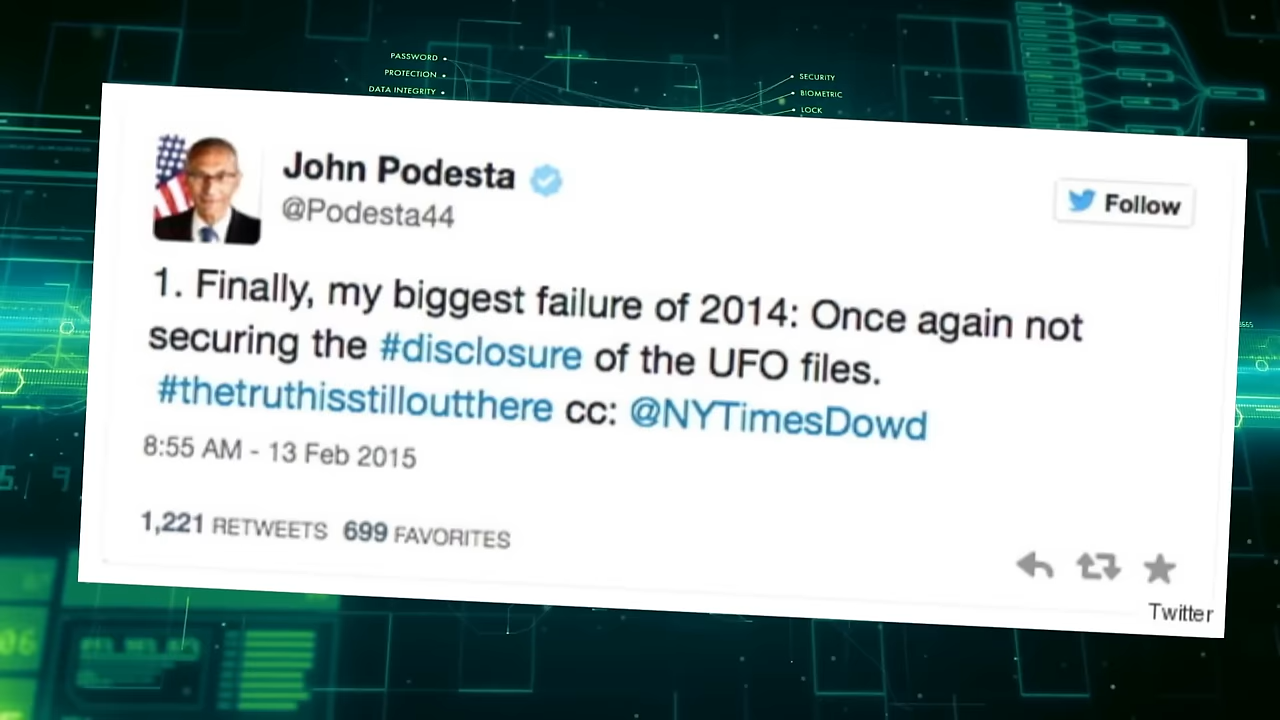 PASSWORD
PROTECTION
DATA INTEGRITY
SECURITY
BIOMETRIC
LOCK
John Podesta
@Podesta44
Follow
1. Finally, my biggest failure of 2014: Once again not
securing the #disclosure of the UFO files.
#thetruthisstilloutthere cc: @NYTimesDowd
8:55 AM - 13 Feb 2015
1,221 RETWEETS 699 FAVORITES
Twitter
06